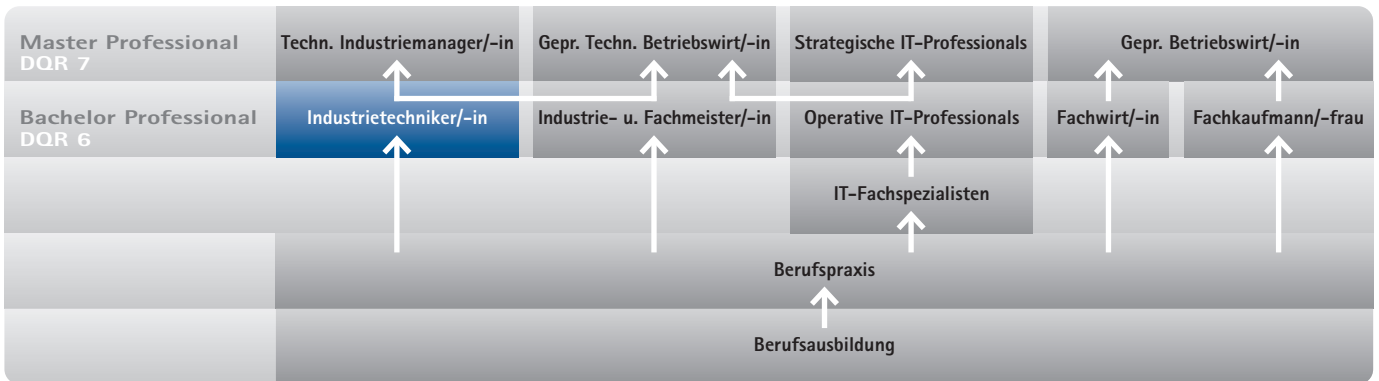 Master Professional
DQR 7
Techn. Industriemanager/-in
Gepr. Techn. Betriebswirt/-in
Strategische IT-Professionals
Gepr. Betriebswirt/-in
Bachelor Professional
DQR 6
Industrietechniker/-in
Industrie- u. Fachmeister/-in
Operative IT-Professionals
Fachwirt/-in
Fachkaufmann/-frau
IT-Fachspezialisten
Berufspraxis
Berufsausbildung